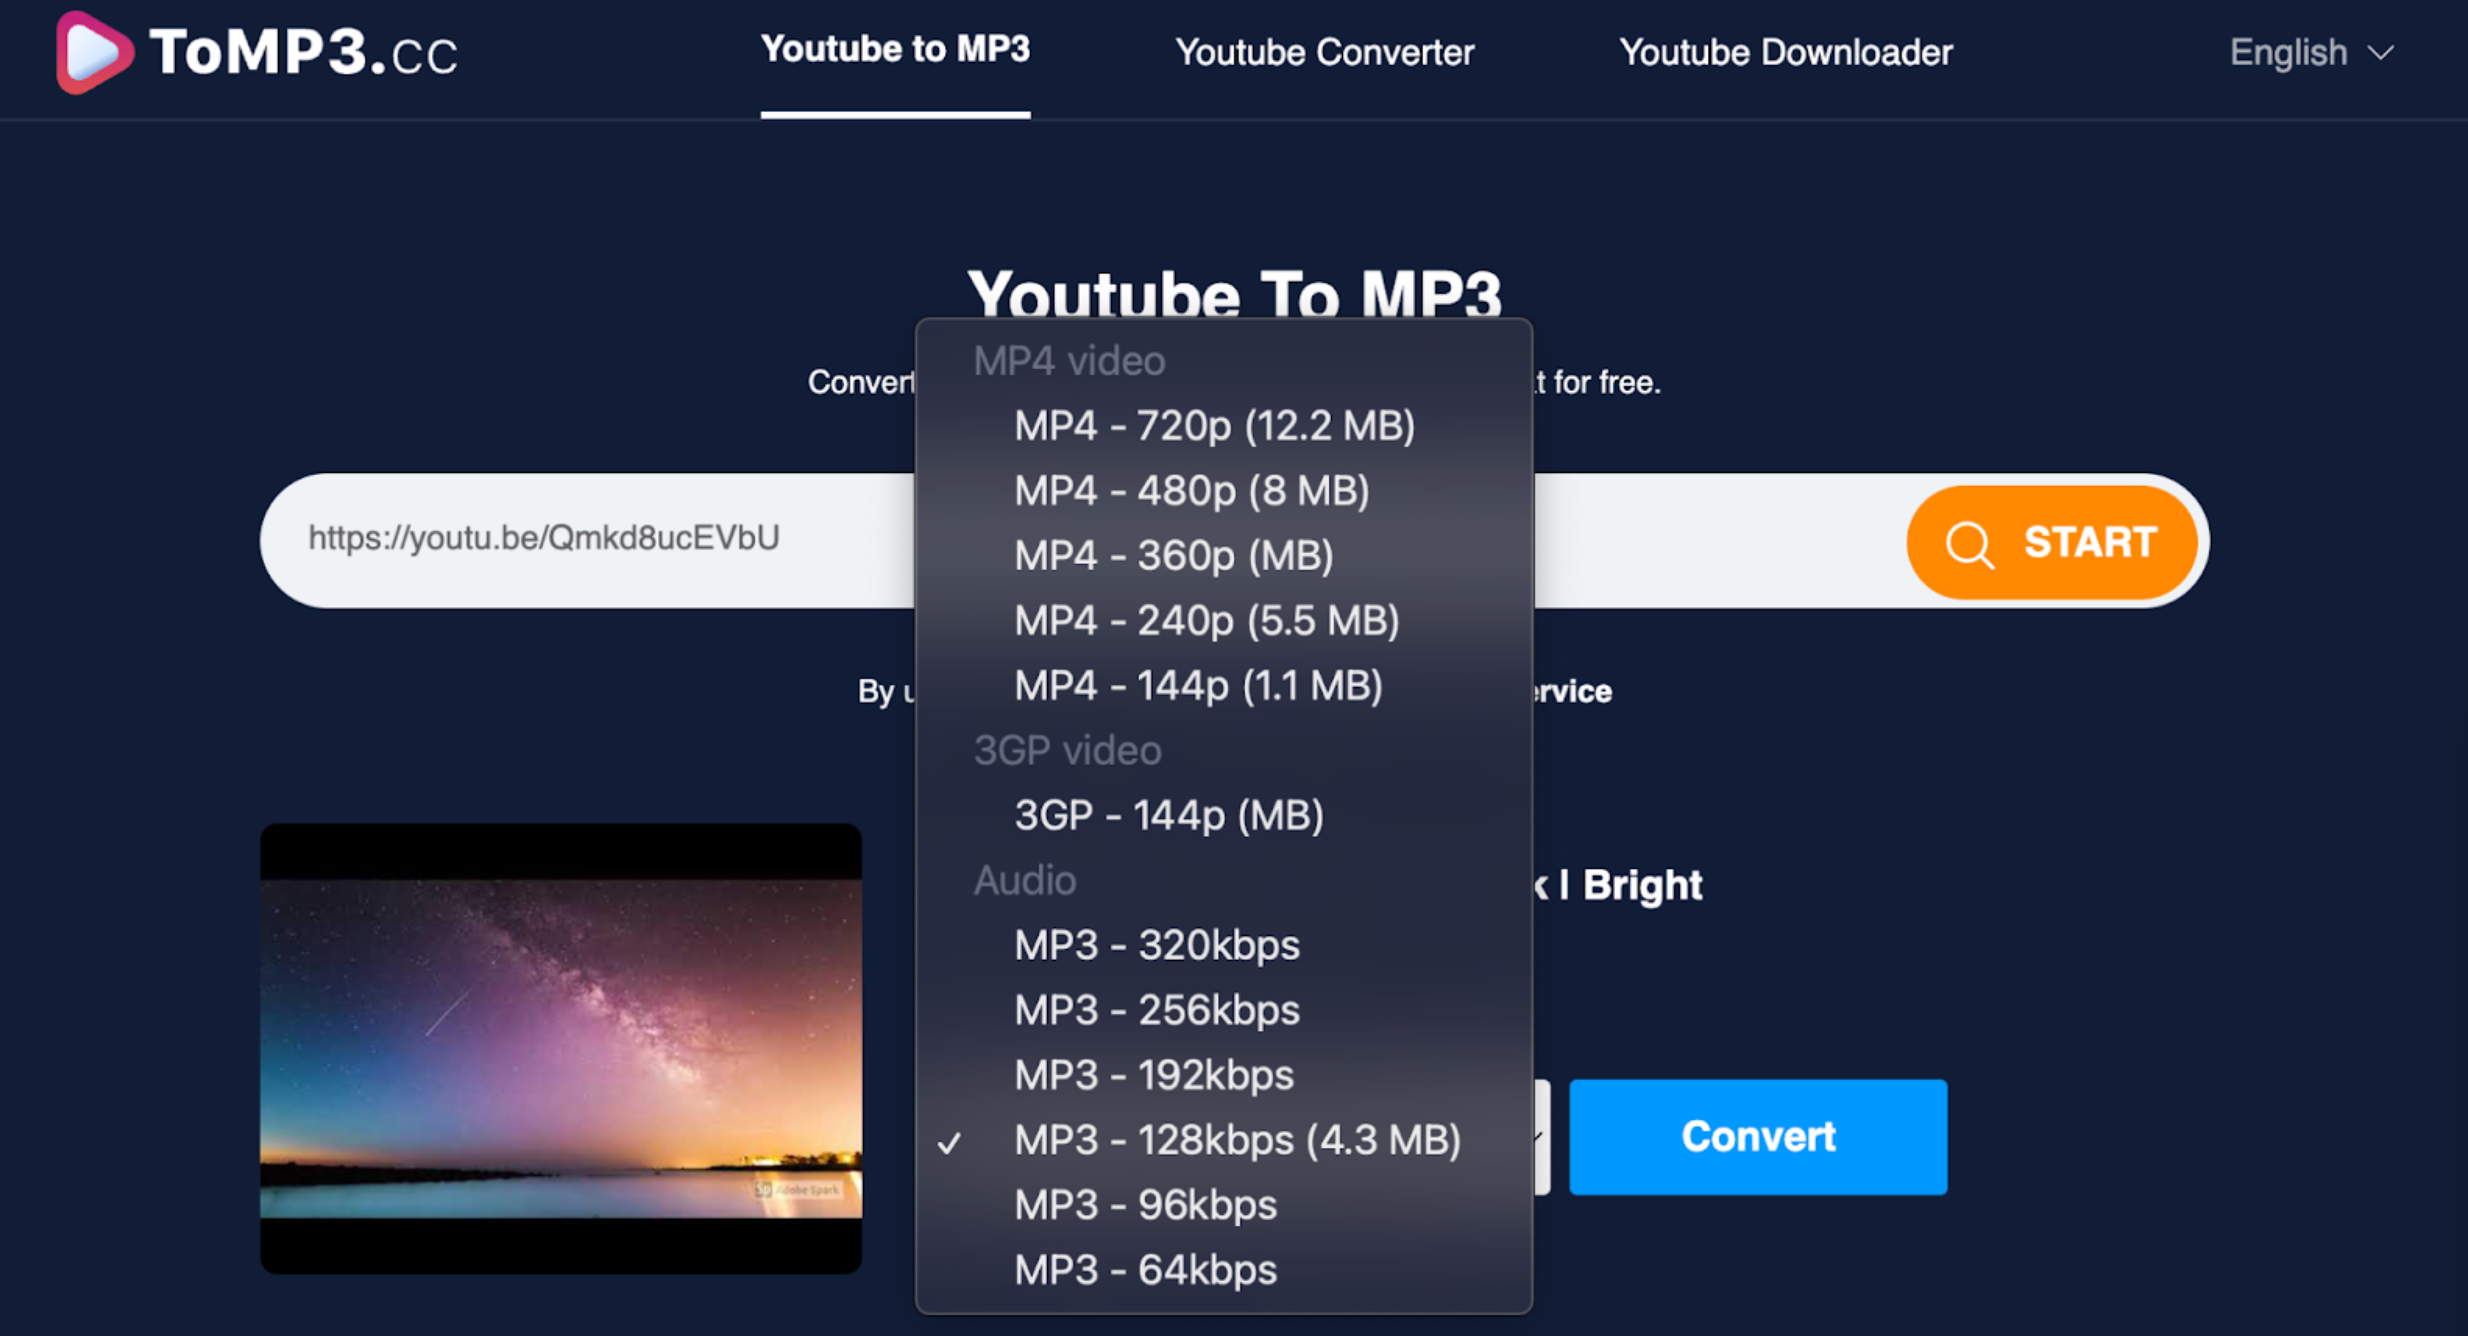 ToMP3.cc
Youtube to MP3
Youtube Converter
Youtube Downloader
English
Youtube To MP3
Convert
for free.
https://youtu.be/Qmkd8ucEVbU
START
By
MP4 video
MP4 - 720p (12.2 MB)
MP4 - 480p (8 MB)
MP4 - 360p (MB)
MP4 - 240p (5.5 MB)
MP4 - 144p (1.1 MB)
3GP video
3GP - 144p (MB)
Audio
MP3 - 320kbps
MP3 - 256kbps
MP3 - 192kbps
✓ MP3 - 128kbps (4.3 MB)
MP3 - 96kbps
MP3 - 64kbps
| Bright
Convert
Sp Adobe Spark